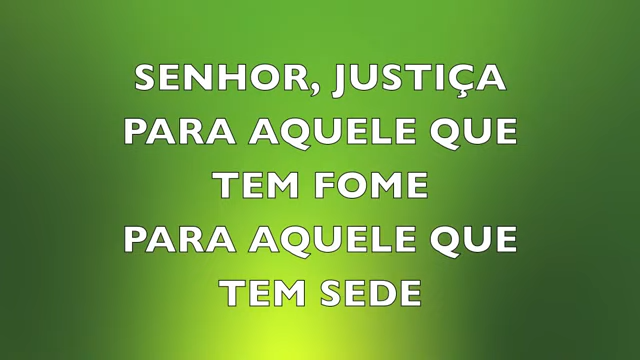 SENHOR, JUSTIÇA
PARA AQUELE QUE
TEM FOME
PARA AQUELE QUE
TEM SEDE